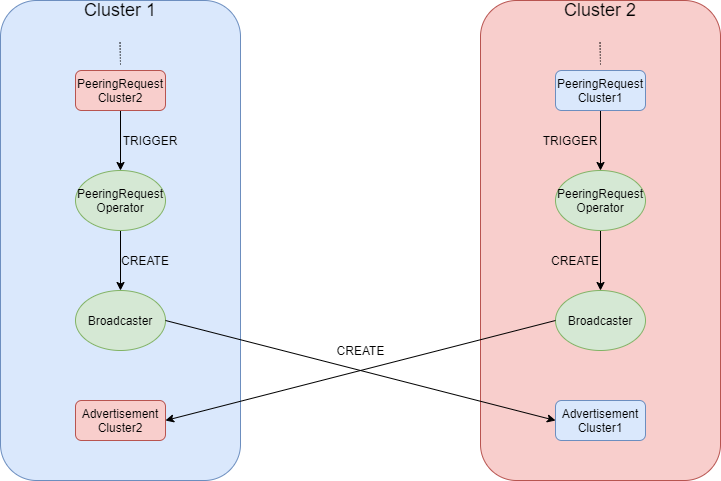 Cluster 1
Cluster 2
PeeringRequest
Cluster2
PeeringRequest
Cluster1
TRIGGER
TRIGGER
PeeringRequest
Operator
PeeringRequest
Operator
CREATE
CREATE
Broadcaster
Broadcaster
CREATE
Advertisement
Cluster2
Advertisement
Cluster1